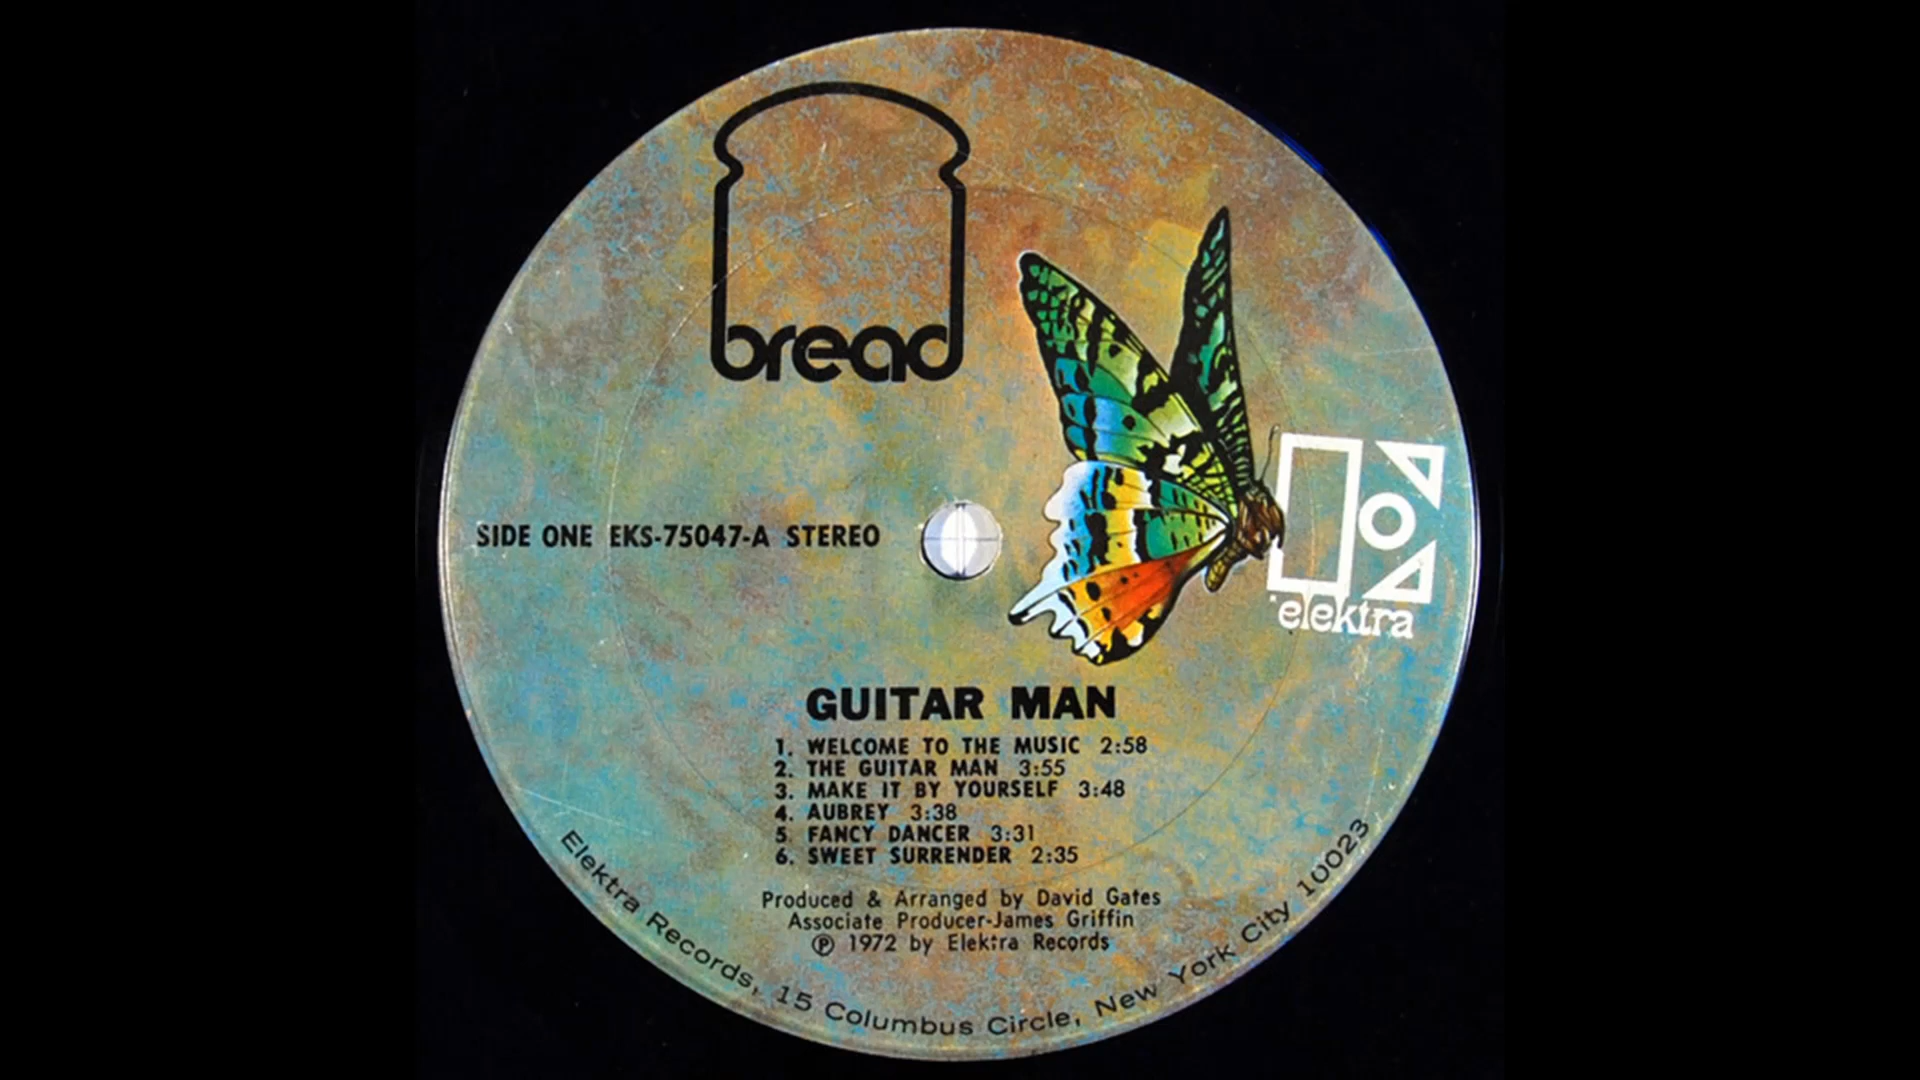 bread
SIDE ONE EKS-75047-A STEREO
elektra
GUITAR MAN
1. WELCOME TO THE MUSIC 2:58
2. THE GUITAR MAN 3:55
3. MAKE IT BY YOURSELF 3:48
4. AUBREY 3:38
5. FANCY DANCER 3:31
6. SWEET SURRENDER 2:35
Produced & Arranged by David Gates
Associate Producer-James Griffin
℗ 1972 by Elektra Records
Elektra Records, 15 Columbus Circle, New York City 10023